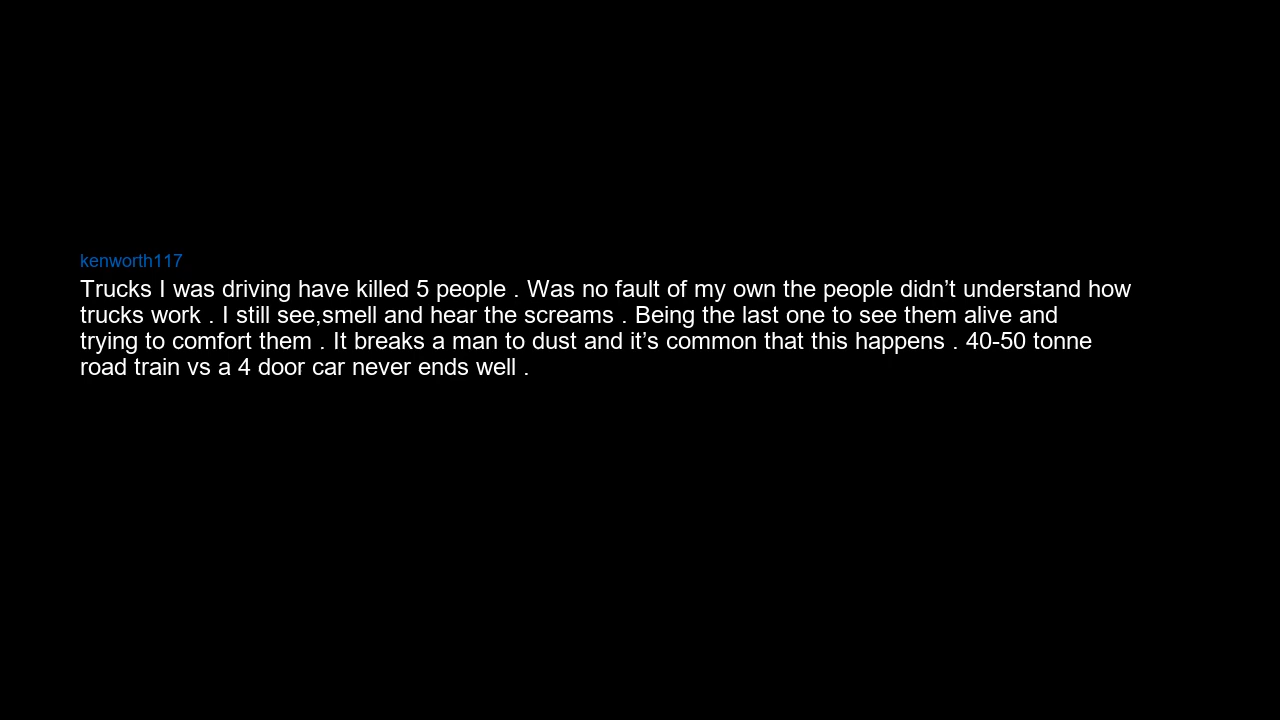 kenworth117
Trucks I was driving have killed 5 people . Was no fault of my own the people didn’t understand how
trucks work . I still see,smell and hear the screams . Being the last one to see them alive and
trying to comfort them . It breaks a man to dust and it’s common that this happens . 40-50 tonne
road train vs a 4 door car never ends well .